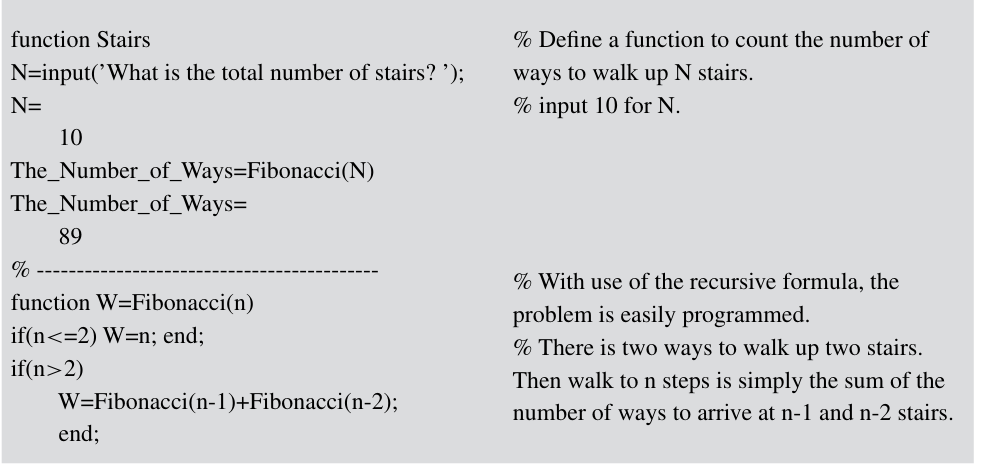 function Stairs
N=input(’What is the total number of stairs? ’);
N=
10
The_Number_of_Ways=Fibonacci(N)
The_Number_of_Ways=
89
% -------------------------------------------
function W=Fibonacci(n)
if(n<=2) W=n; end;
if(n>2)
W=Fibonacci(n-1)+Fibonacci(n-2);
end;
% Define a function to count the number of
ways to walk up N stairs.
% input 10 for N.
% With use of the recursive formula, the
problem is easily programmed.
% There is two ways to walk up two stairs.
Then walk to n steps is simply the sum of the
number of ways to arrive at n-1 and n-2 stairs.